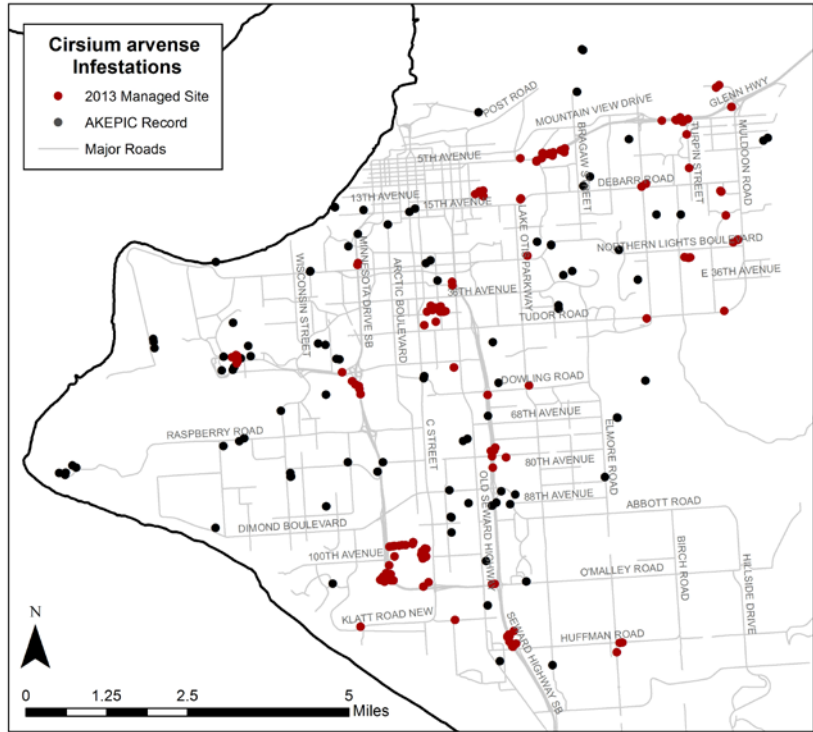 Cirsium arvense
Infestations
2013 Managed Site
AKEPIC Record
Major Roads
POST ROAD
GLENN HWY
MOUNTAIN VIEW DRIVE
BRAGAW STREET
TURPIN STREET
MULDOON ROAD
5TH AVENUE
DEBARR ROAD
13TH AVENUE
15TH AVENUE
LAKE OTIS PARKWAY
NORTHERN LIGHTS BOULEVARD
WISCONSIN STREET
MINNESOTA DRIVE SB
ARCTIC BOULEVARD
E 36TH AVENUE
36TH AVENUE
TUDOR ROAD
DOWLING ROAD
68TH AVENUE
C STREET
ELMORE ROAD
RASPBERRY ROAD
80TH AVENUE
OLD SEWARD HIGHWAY
88TH AVENUE
ABBOTT ROAD
DIMOND BOULEVARD
100TH AVENUE
BIRCH ROAD
HILLSIDE DRIVE
O'MALLEY ROAD
KLATT ROAD NEW
SEWARD HIGHWAY SB
HUFFMAN ROAD
N
0 1.25 2.5 5
Miles